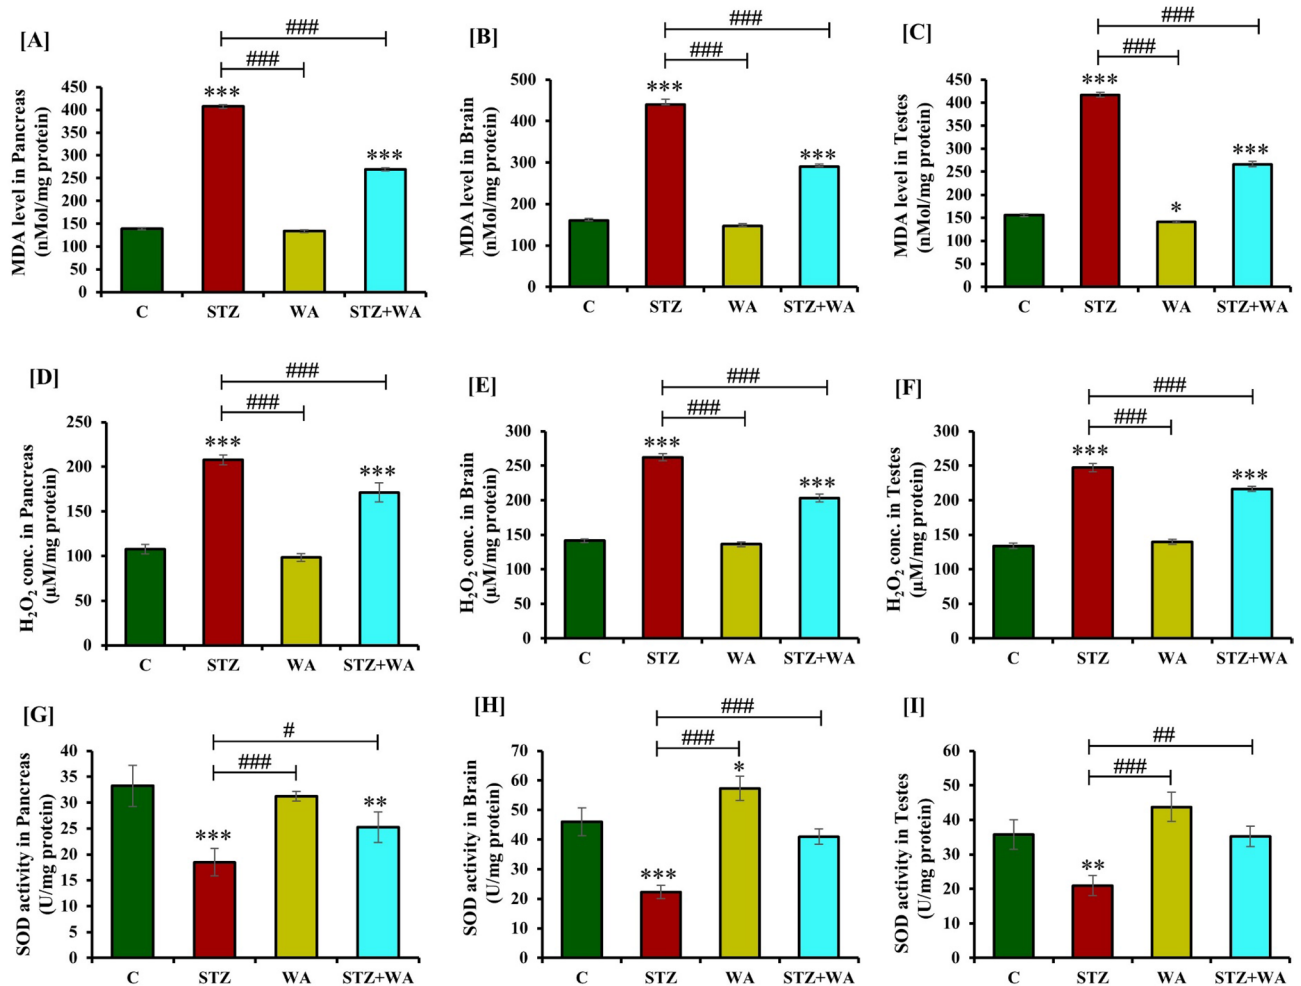 [A]
###
###
MDA level in Pancreas
(nMol/mg protein)
450
400
350
300
250
200
150
100
50
0
***
***
C STZ WA STZ+WA
[B]
###
###
MDA level in Brain
(nMol/mg protein)
500
400
300
200
100
0
***
***
C STZ WA STZ+WA
[C]
###
###
MDA level in Testes
(nMol/mg protein)
450
400
450
300
250
200
150
100
50
0
***
*
***
C STZ WA STZ+WA
[D]
###
###
H₂O₂ conc. in Pancreas
(µM/mg protein)
250
200
150
100
50
0
***
***
C STZ WA STZ+WA
[E]
###
###
H₂O₂ conc. in Brain
(µM/mg protein)
300
250
200
150
100
50
0
***
***
C STZ WA STZ+WA
[F]
###
###
H₂O₂ conc. in Testes
(µM/mg protein)
300
250
200
150
100
50
0
***
***
C STZ WA STZ+WA
[G]
#
###
SOD activity in Pancreas
(U/mg protein)
40
35
30
25
20
15
10
5
0
***
**
C STZ WA STZ+WA
[H]
###
###
SOD activity in Brain
(U/mg protein)
70
60
50
40
30
20
10
0
***
*
C STZ WA STZ+WA
[I]
##
###
SOD activity in Testes
(U/mg protein)
60
50
40
30
20
10
0
**
C STZ WA STZ+WA